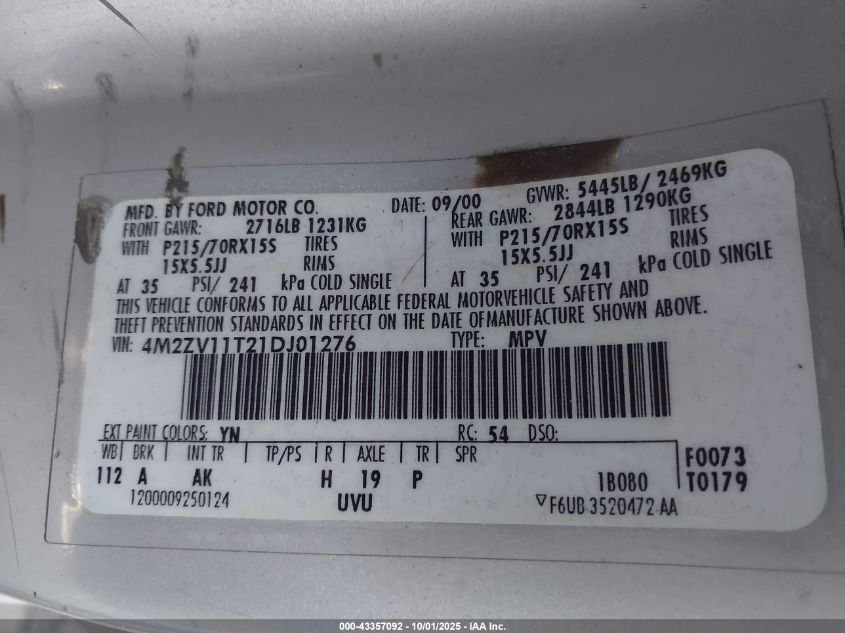 MFD. BY FORD MOTOR CO. DATE: 09/00 GVWR: 5445LB/ 2469KG
FRONT GAWR: 2716LB 1231KG REAR GAWR: 2844LB 1290KG
WITH P215/70RX15S TIRES WITH P215/70RX15S TIRES
15X5.5JJ RIMS 15X5.5JJ RIMS
AT 35 PSI/ 241 kPa COLD SINGLE AT 35 PSI/ 241 kPa COLD SINGLE
THIS VEHICLE CONFORMS TO ALL APPLICABLE FEDERAL MOTORVEHICLE SAFETY AND
THEFT PREVENTION STANDARDS IN EFFECT ON THE DATE OF MANUFACTURE SHOWN ABOVE.
VIN: 4M2ZV11T21DJ01276 TYPE: MPV
EXT PAINT COLORS: YN RC: 54 DSO:
WB BRK INT TR TP/PS R AXLE TR SPR F0073
112 A AK H 19 P 1B0B0 T0179
1200009250124 UVU F6UB 3520472 AA
000-43357092 - 10/01/2025 - IAA Inc.